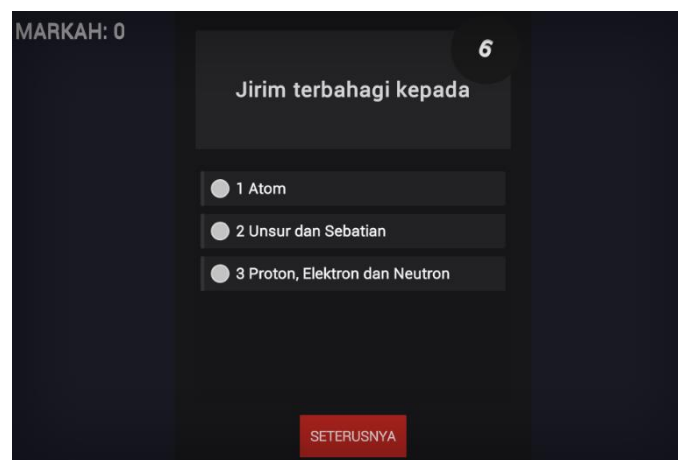 MARKAH: 0
6
Jirim terbahagi kepada
1 Atom
2 Unsur dan Sebatian
3 Proton, Elektron dan Neutron
SETERUSNYA